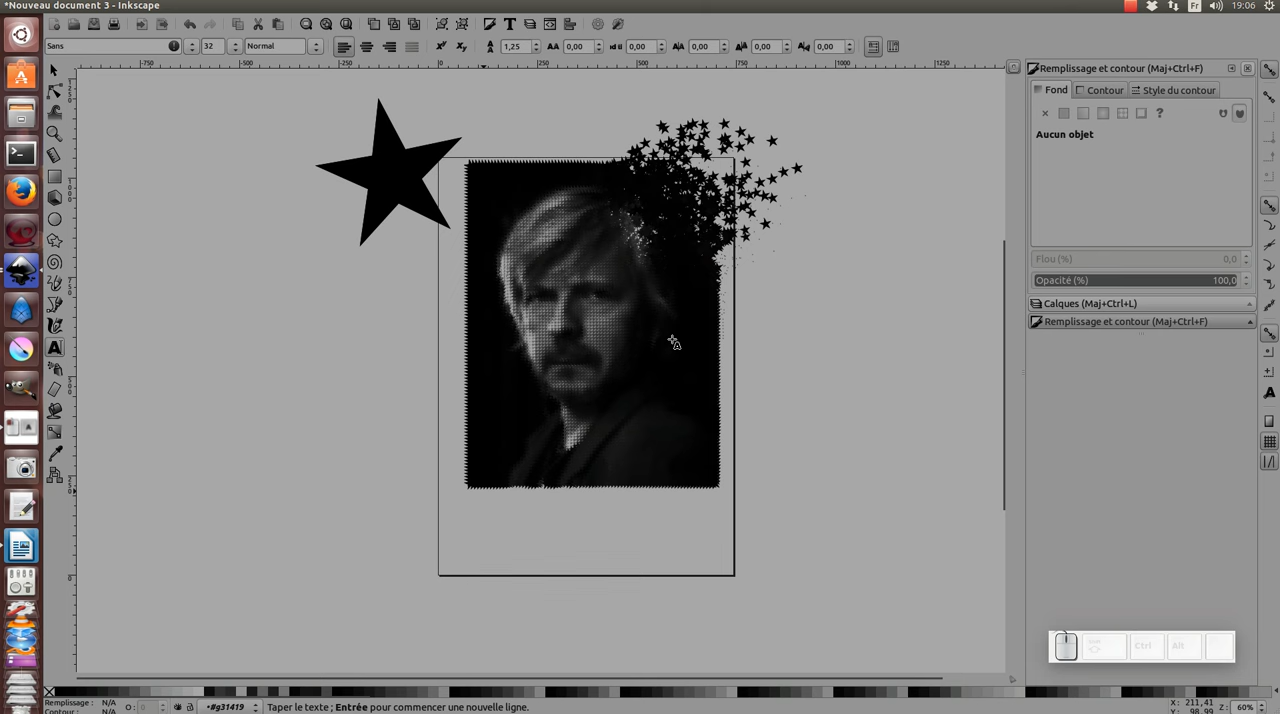 *Nouveau document 3 - Inkscape
Fr 19:06
Sans 32 Normal 1,25 0,00 0,00 0,00 0,00 0,00
-750 -500 -250 0 250 500 750 1000 1250
Remplissage et contour (Maj+Ctrl+F)
Fond Contour Style du contour
Aucun objet
Flou (%) 0,0
Opacité (%) 100,0
Calques (Maj+Ctrl+L)
Remplissage et contour (Maj+Ctrl+F)
Ctrl Alt
Remplissage : N/A
Contour : N/A
O: 0
•#g31419
Taper le texte ; Entrée pour commencer une nouvelle ligne.
X: 211,41
Y: 98,99
Z: 60%